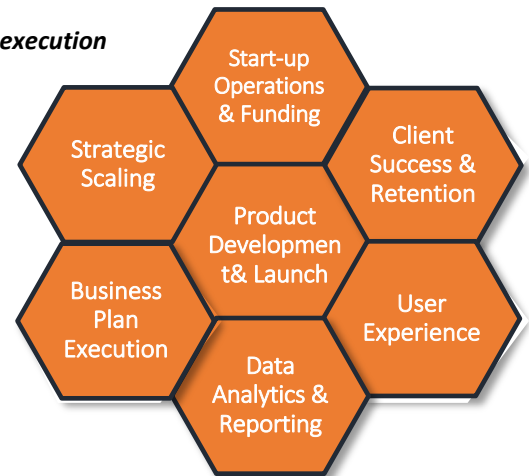 execution
Start-up
Operations
& Funding
Strategic
Scaling
Client
Success &
Retention
Product
Developmen
t& Launch
Business
Plan
Execution
User
Experience
Data
Analytics &
Reporting